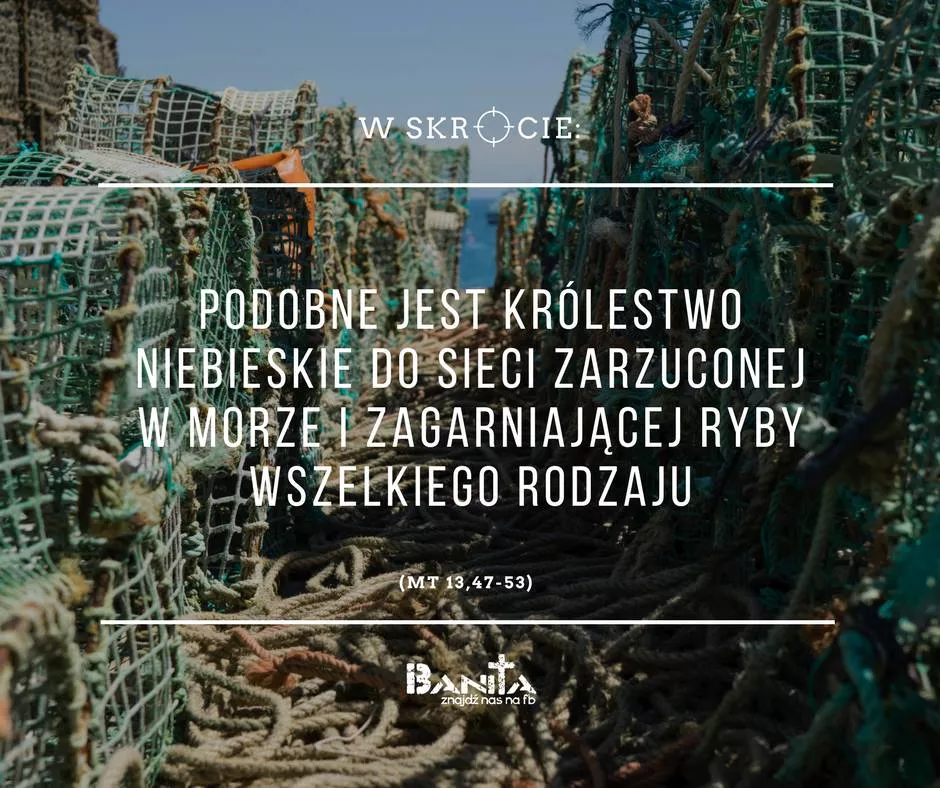 W SKRÓCIE:
PODOBNE JEST KRÓLESTWO
NIEBIESKIE DO SIECI ZARZUCONEJ
W MORZE I ZAGARNIAJĄCEJ RYBY
WSZELKIEGO RODZAJU
(MT 13,47-53)
BANITA
znajdź nas na fb